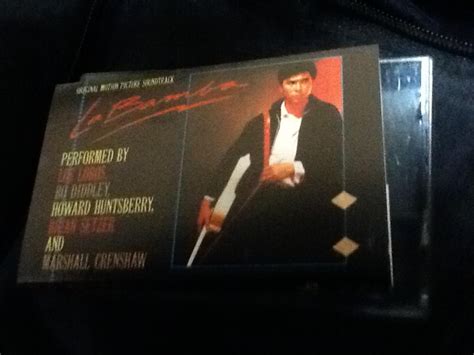 ORIGINAL MOTION PICTURE SOUNDTRACK
La Bamba
PERFORMED BY
LOS LOBOS,
BO DIDDLEY,
HOWARD HUNTSBERRY,
BRIAN SETZER
AND
MARSHALL CRENSHAW